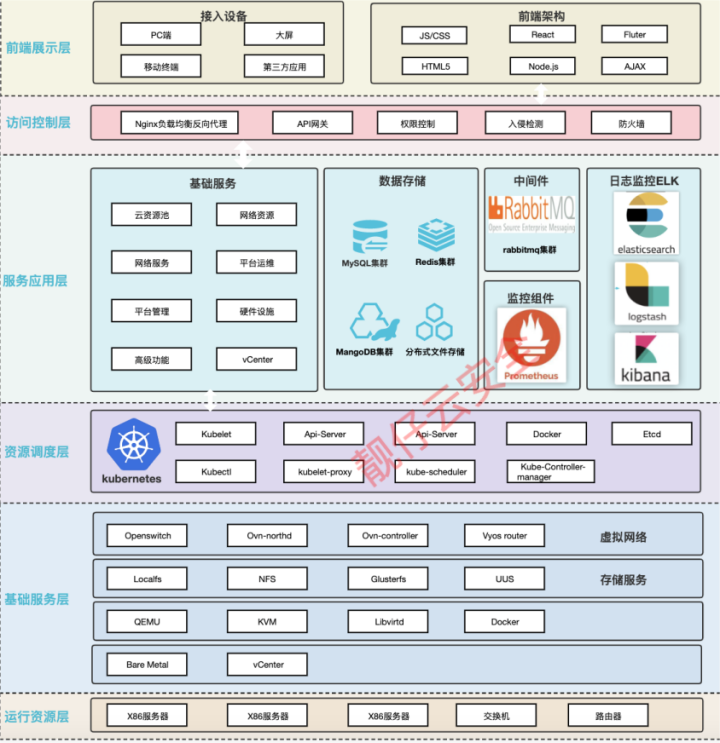 前端展示层
接入设备
PC端
大屏
移动终端
第三方应用
前端架构
JS/CSS
React
Fluter
HTML5
Node.js
AJAX
访问控制层
Nginx负载均衡反向代理
API网关
权限控制
入侵检测
防火墙
服务应用层
基础服务
云资源池
网络资源
网络服务
平台运维
平台管理
硬件设施
高级功能
vCenter
数据存储
MySQL集群
Redis集群
MangoDB集群
分布式文件存储
中间件
RabbitMQ
Open Source Enterprise Messaging
rabbitmq集群
监控组件
Prometheus
日志监控ELK
elasticsearch
logstash
kibana
资源调度层
kubernetes
Kubelet
Api-Server
Api-Server
Docker
Etcd
Kubectl
kubelet-proxy
kube-scheduler
Kube-Controller-
manager
基础服务层
Openswitch
Ovn-northd
Ovn-controller
Vyos router
虚拟网络
Localfs
NFS
Glusterfs
UUS
存储服务
QEMU
KVM
Libvirtd
Docker
Bare Metal
vCenter
运行资源层
X86服务器
X86服务器
X86服务器
交换机
路由器
靓仔云安全